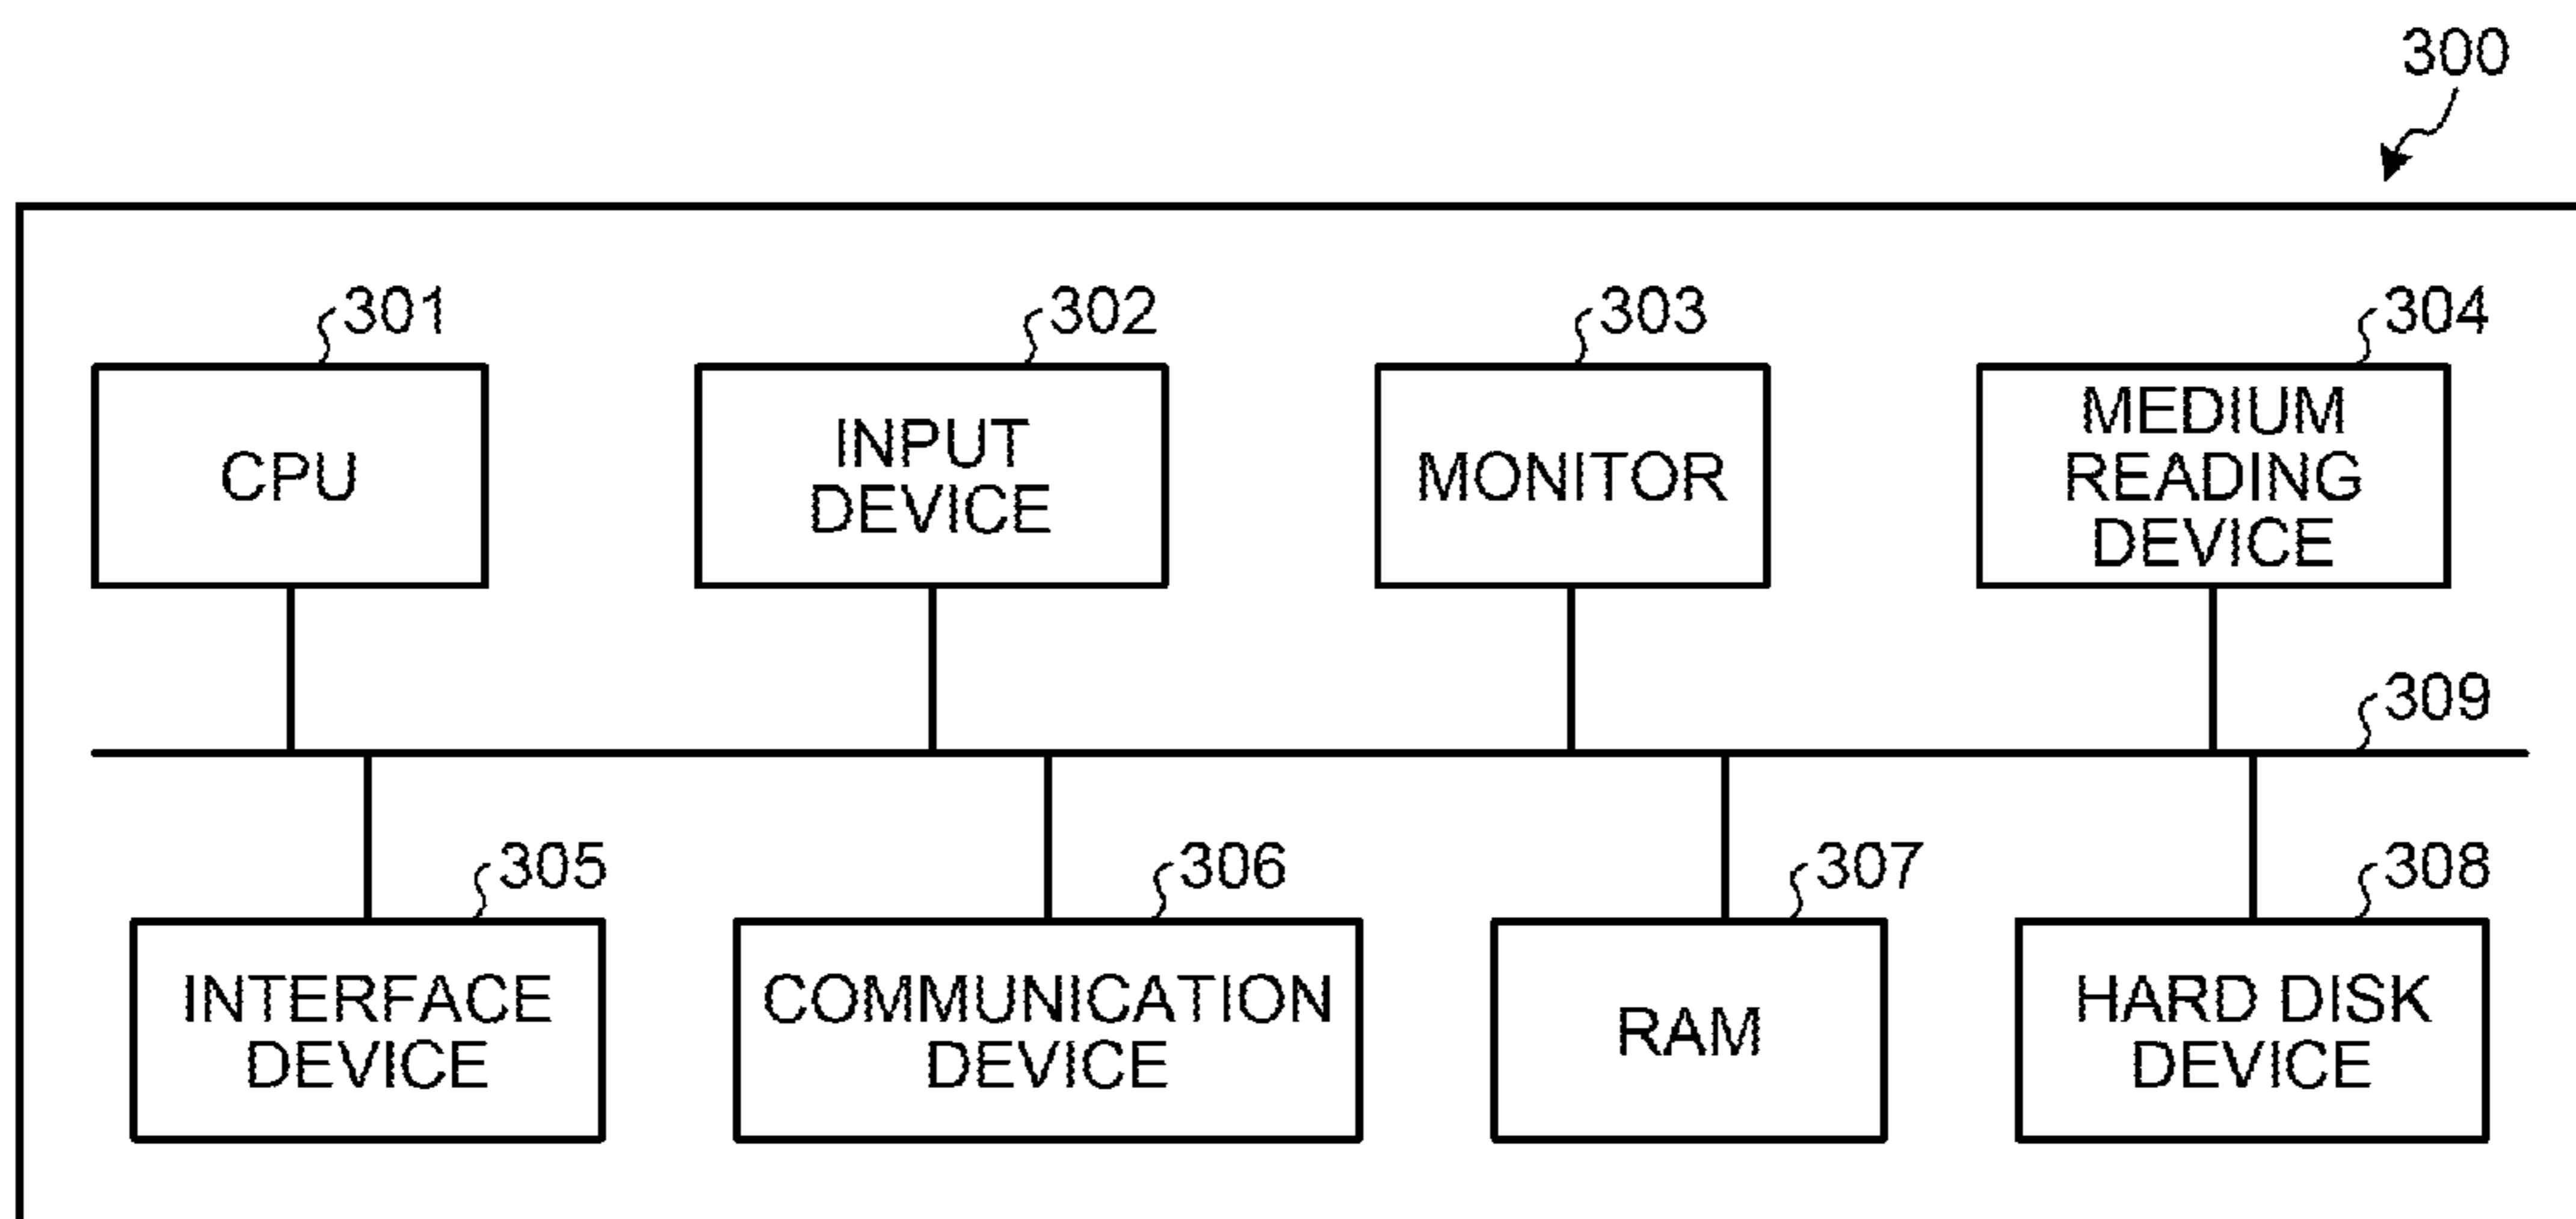 300
301
302
303
304
CPU
INPUT
DEVICE
MONITOR
MEDIUM
READING
DEVICE
309
305
306
307
308
INTERFACE
DEVICE
COMMUNICATION
DEVICE
RAM
HARD DISK
DEVICE